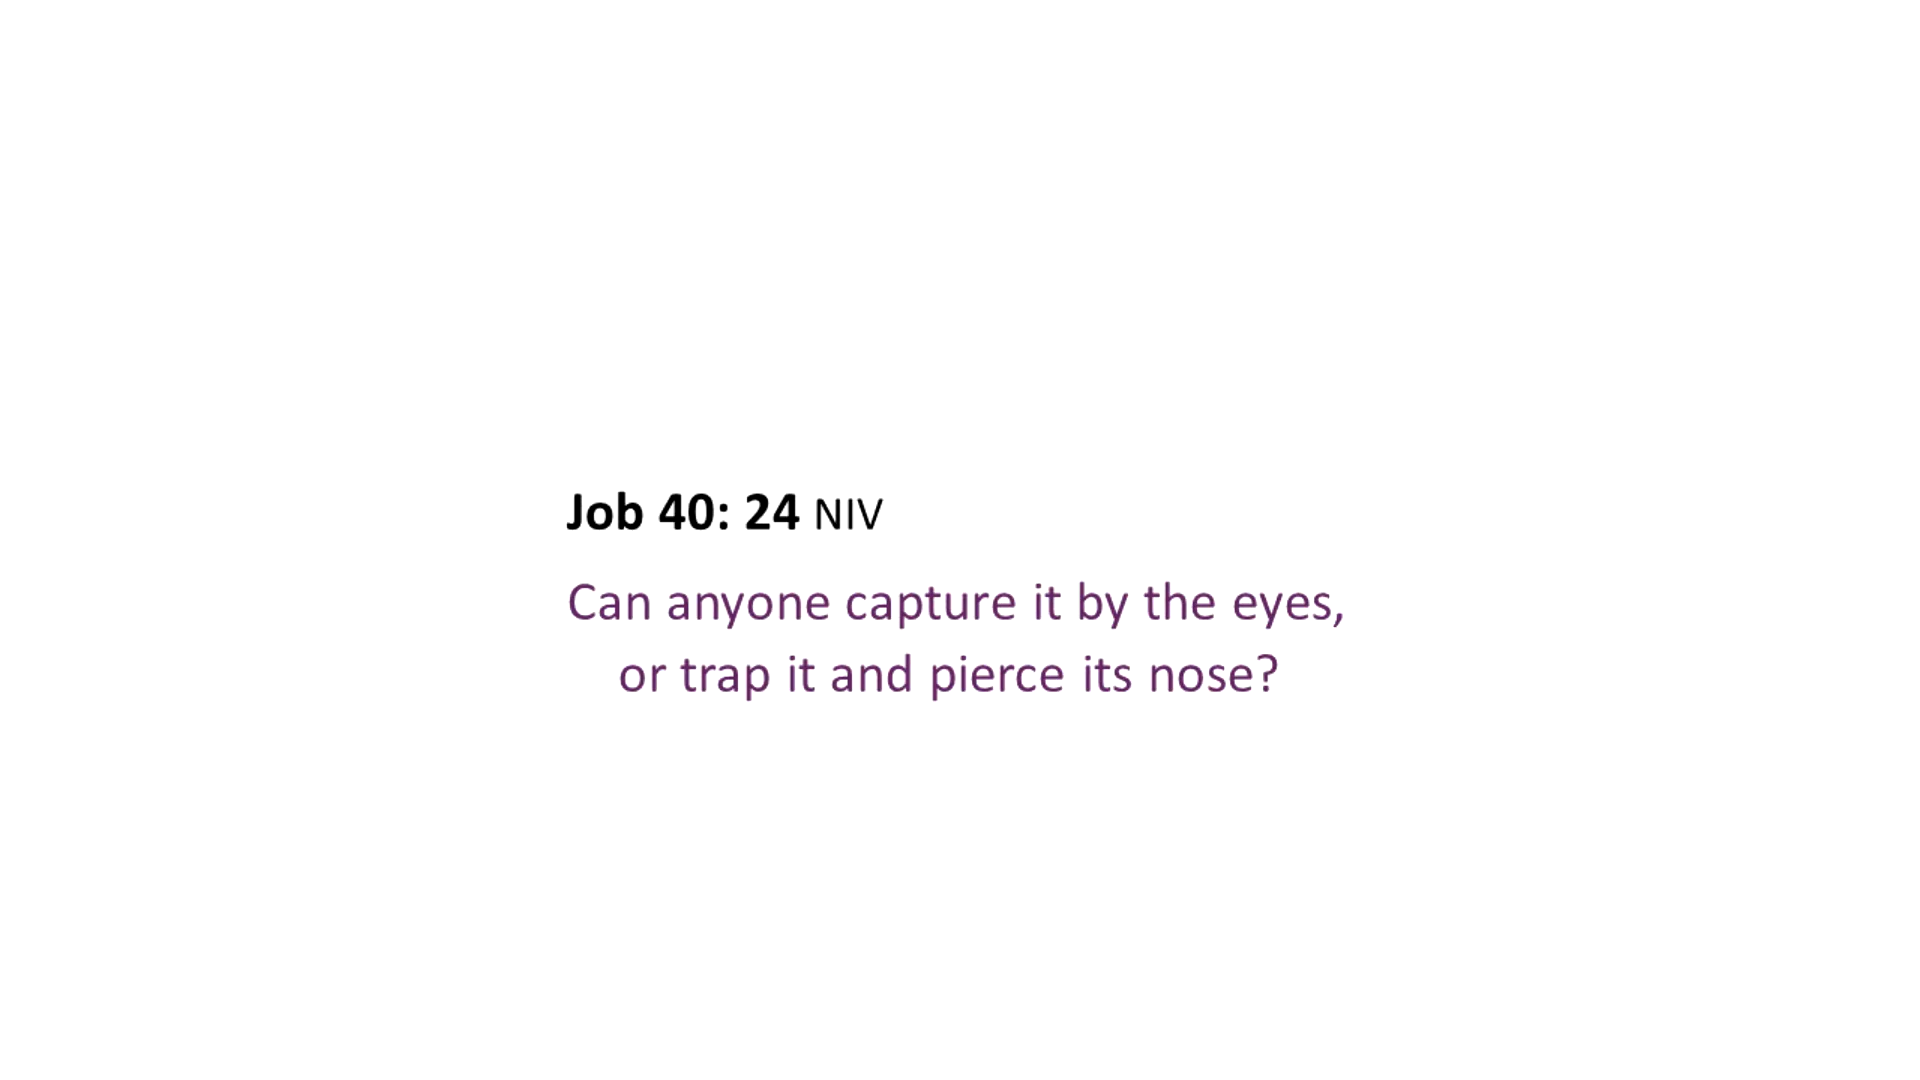 Job 40: 24 NIV
Can anyone capture it by the eyes,
or trap it and pierce its nose?